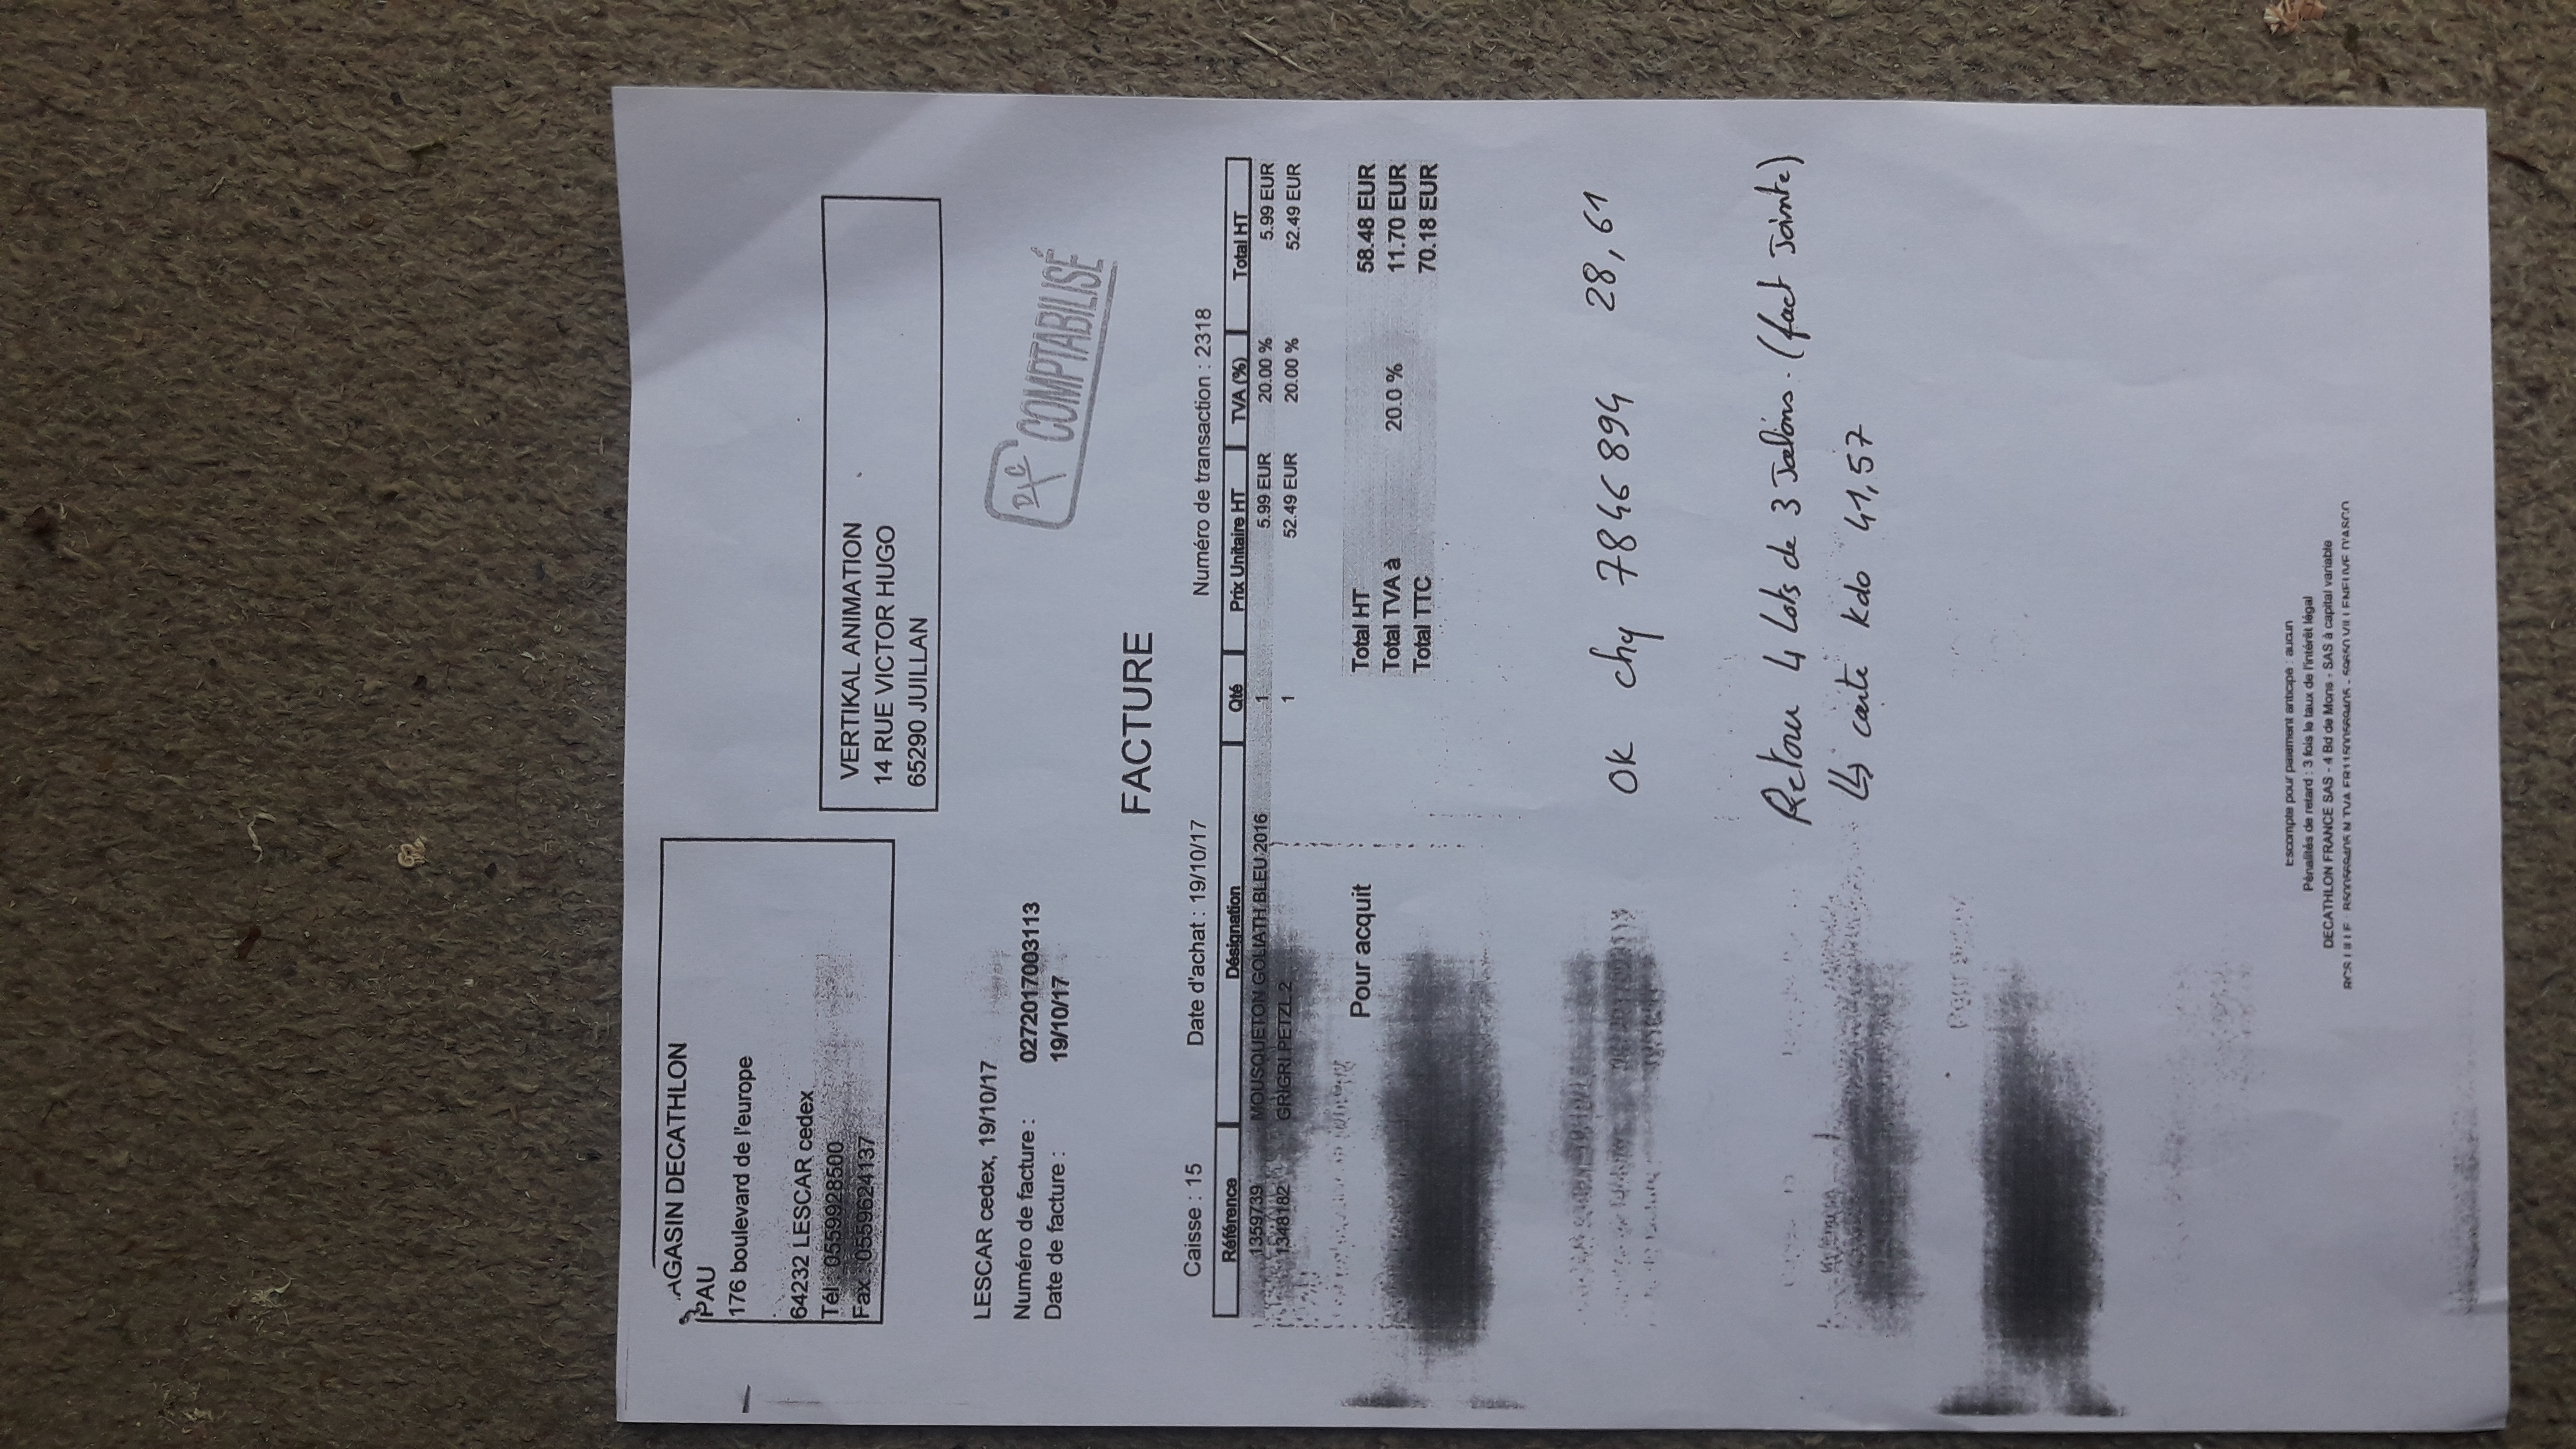 AGASIN DECATHLON
PAU
176 boulevard de l'europe
64232 LESCAR cedex
Tél : 0559928500
Fax : 0559624137
VERTIKAL ANIMATION
14 RUE VICTOR HUGO
65290 JUILLAN
LESCAR cedex, 19/10/17
Numéro de facture : 0272017003113
Date de facture : 19/10/17
COMPTABILISÉ
FACTURE
Caisse : 15 Date d'achat : 19/10/17 Numéro de transaction : 2318
Référence Désignation Qté Prix Unitaire HT TVA (%) Total HT
1359739 MOUSQUETON GOLIATH BLEU 2016 1 5.99 EUR 20.00 % 5.99 EUR
1348182 GRIGRI PETZL 2 1 52.49 EUR 20.00 % 52.49 EUR
Pour acquit
Total HT 58.48 EUR
Total TVA à 20.0 % 11.70 EUR
Total TTC 70.18 EUR
OK chq 7846894 28,61
Retour 4 Lots de 3 Jalons. (fact Jointe)
↳ carte kdo 41,57
Escompte pour paiement anticipé : aucun
Pénalités de retard : 3 fois le taux de l'intérêt légal
DECATHLON FRANCE SAS - 4 Bd de Mons - SAS à capital variable